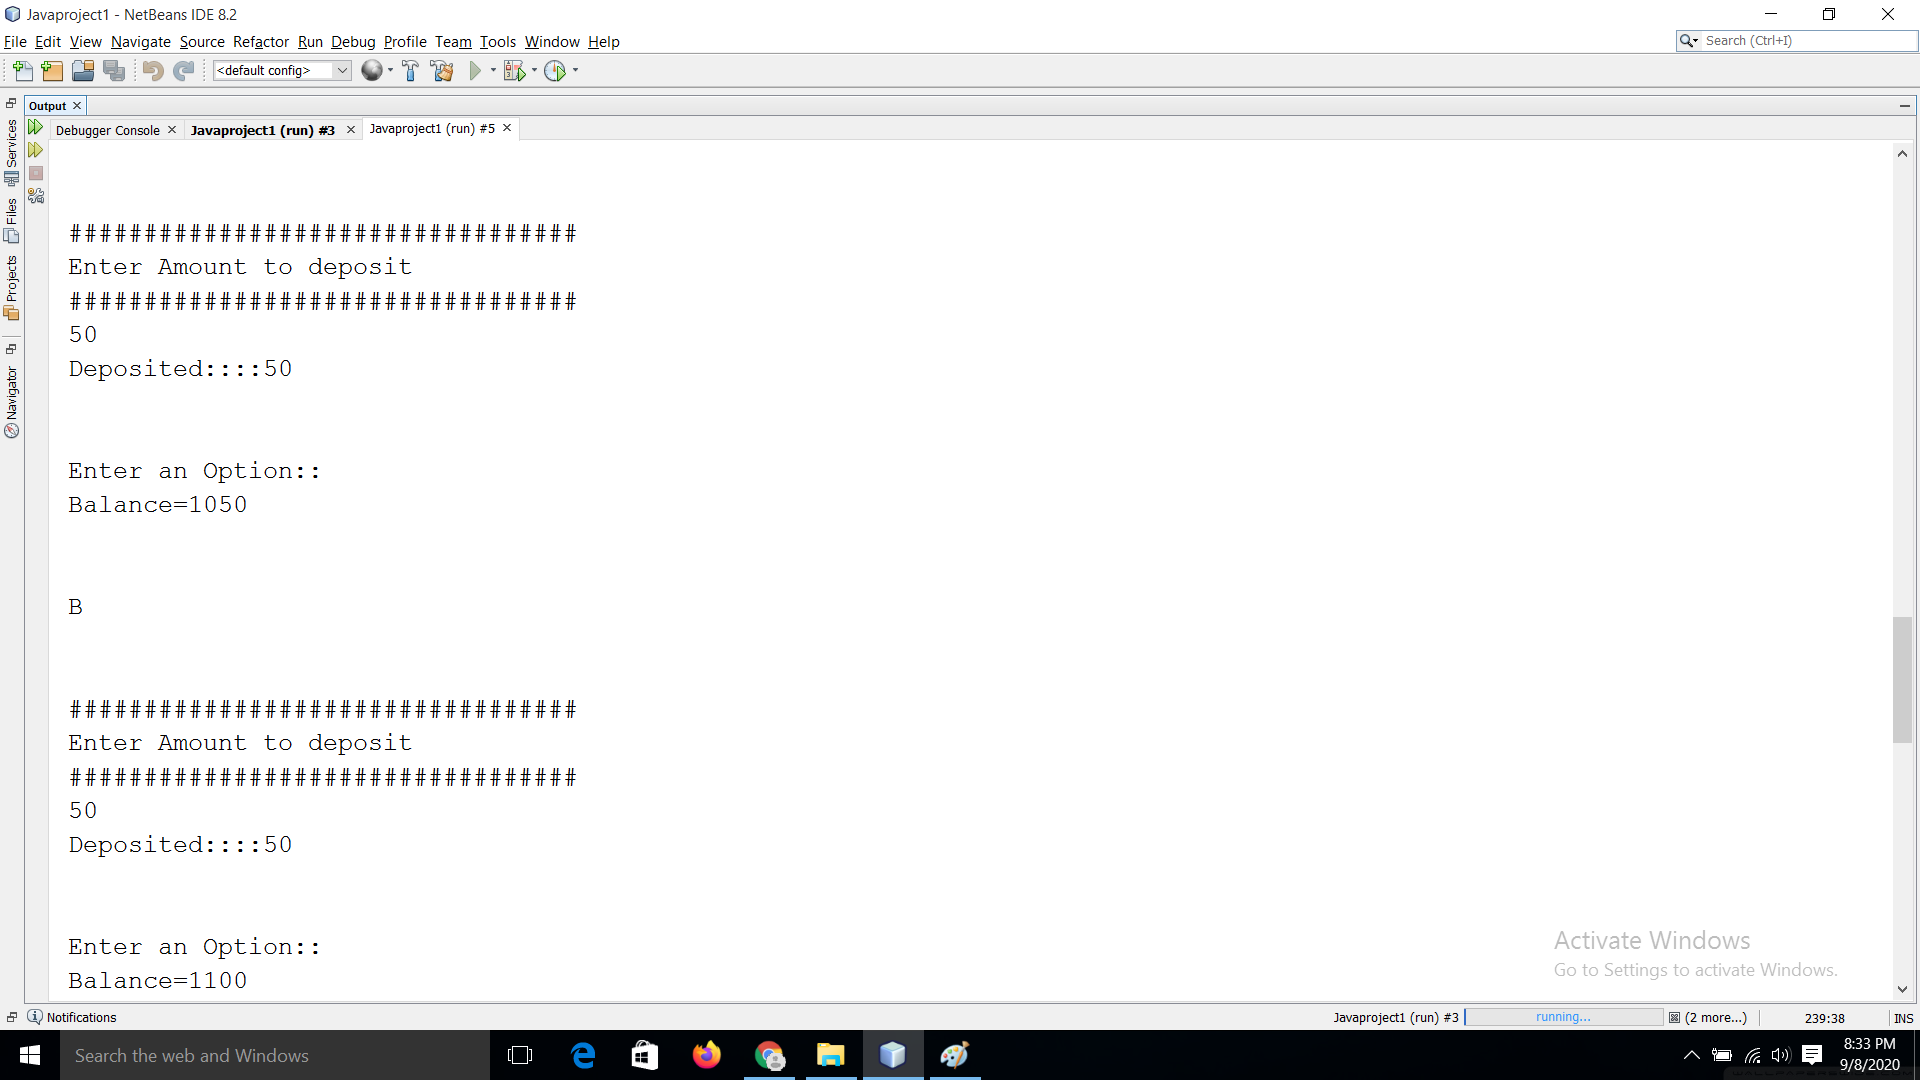 Javaproject1 - NetBeans IDE 8.2
File Edit View Navigate Source Refactor Run Debug Profile Team Tools Window Help
Search (Ctrl+I)
<default config>
Output
Debugger Console
Javaproject1 (run) #3
Javaproject1 (run) #5
Services
Files
Projects
Navigator
##################################
Enter Amount to deposit
##################################
50
Deposited::::50
Enter an Option::
Balance=1050
B
##################################
Enter Amount to deposit
##################################
50
Deposited::::50
Enter an Option::
Balance=1100
Activate Windows
Go to Settings to activate Windows.
Notifications
Javaproject1 (run) #3
running...
(2 more...)
239:38
INS
Search the web and Windows
8:33 PM
9/8/2020